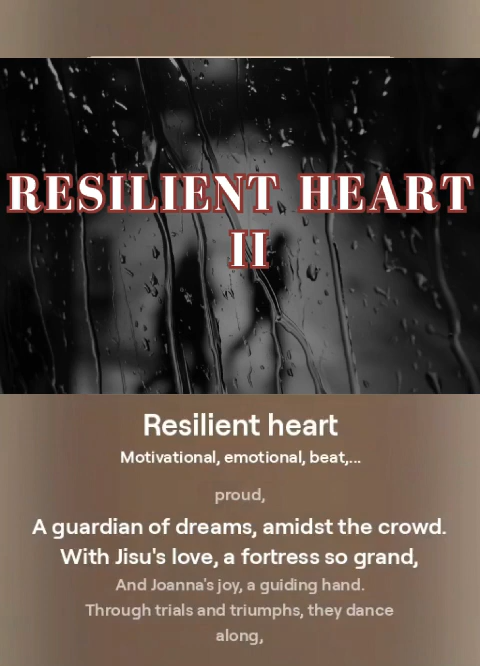 RESILIENT HEART
II
Resilient heart
Motivational, emotional, beat,...
proud,
A guardian of dreams, amidst the crowd.
With Jisu's love, a fortress so grand,
And Joanna's joy, a guiding hand.
Through trials and triumphs, they dance
along,